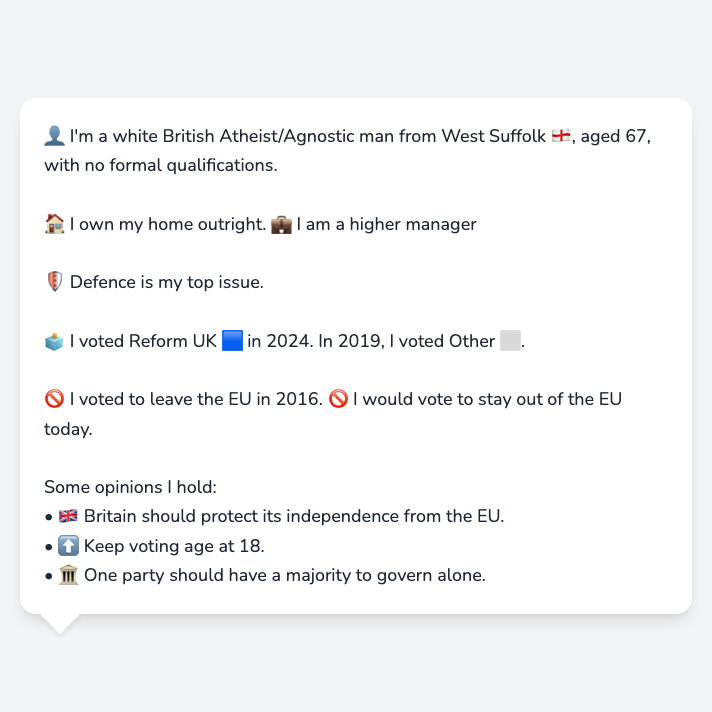 👤 I'm a white British Atheist/Agnostic man from West Suffolk 🏴󠁧󠁢󠁥󠁮󠁧󠁿, aged 67,
with no formal qualifications.
🏠 I own my home outright. 💼 I am a higher manager
🛡️ Defence is my top issue.
🗳️ I voted Reform UK 🟦 in 2024. In 2019, I voted Other ⬜.
🚫 I voted to leave the EU in 2016. 🚫 I would vote to stay out of the EU
today.
Some opinions I hold:
• 🇬🇧 Britain should protect its independence from the EU.
• ⬆️ Keep voting age at 18.
• 🏛️ One party should have a majority to govern alone.